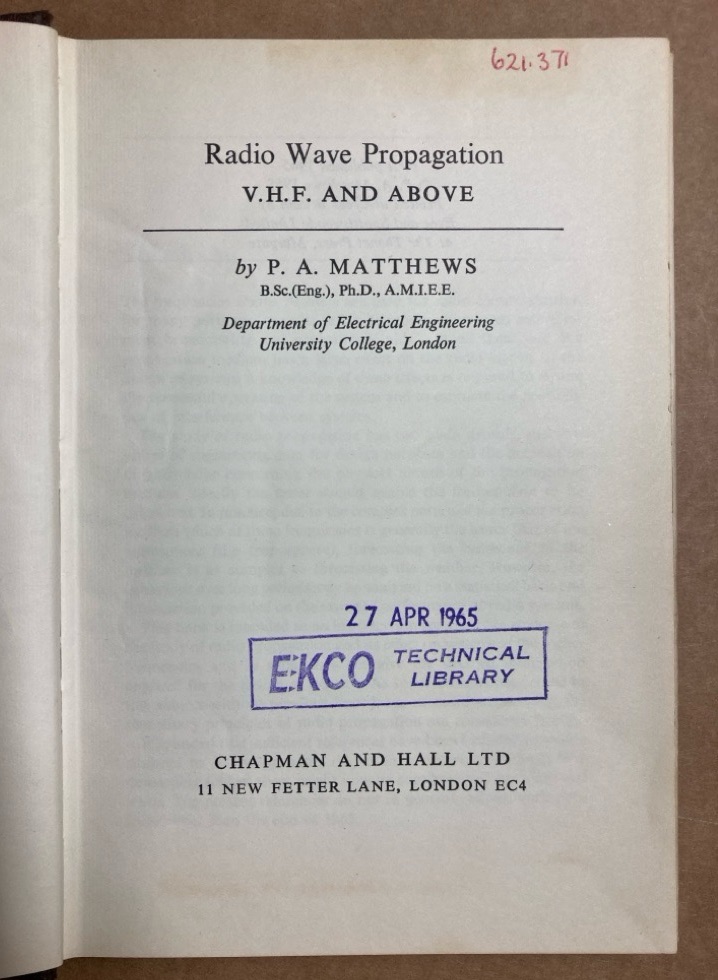 621.371
Radio Wave Propagation
V.H.F. AND ABOVE
by P. A. MATTHEWS
B.Sc.(Eng.), Ph.D., A.M.I.E.E.
Department of Electrical Engineering
University College, London
27 APR 1965
EKCO TECHNICAL
LIBRARY
CHAPMAN AND HALL LTD
11 NEW FETTER LANE, LONDON EC4